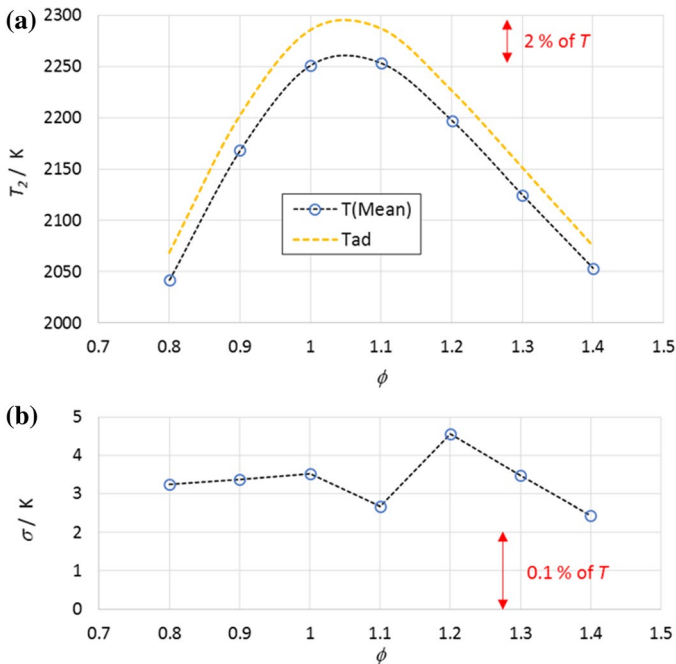 (a)
2300
2250
2200
2150
2100
2050
2000
T₂ / K
2 % of T
T(Mean)
Tad
0.7 0.8 0.9 1 1.1 1.2 1.3 1.4 1.5
ϕ
(b)
5
4
3
2
1
0
σ / K
0.1 % of T
0.7 0.8 0.9 1 1.1 1.2 1.3 1.4 1.5
ϕ